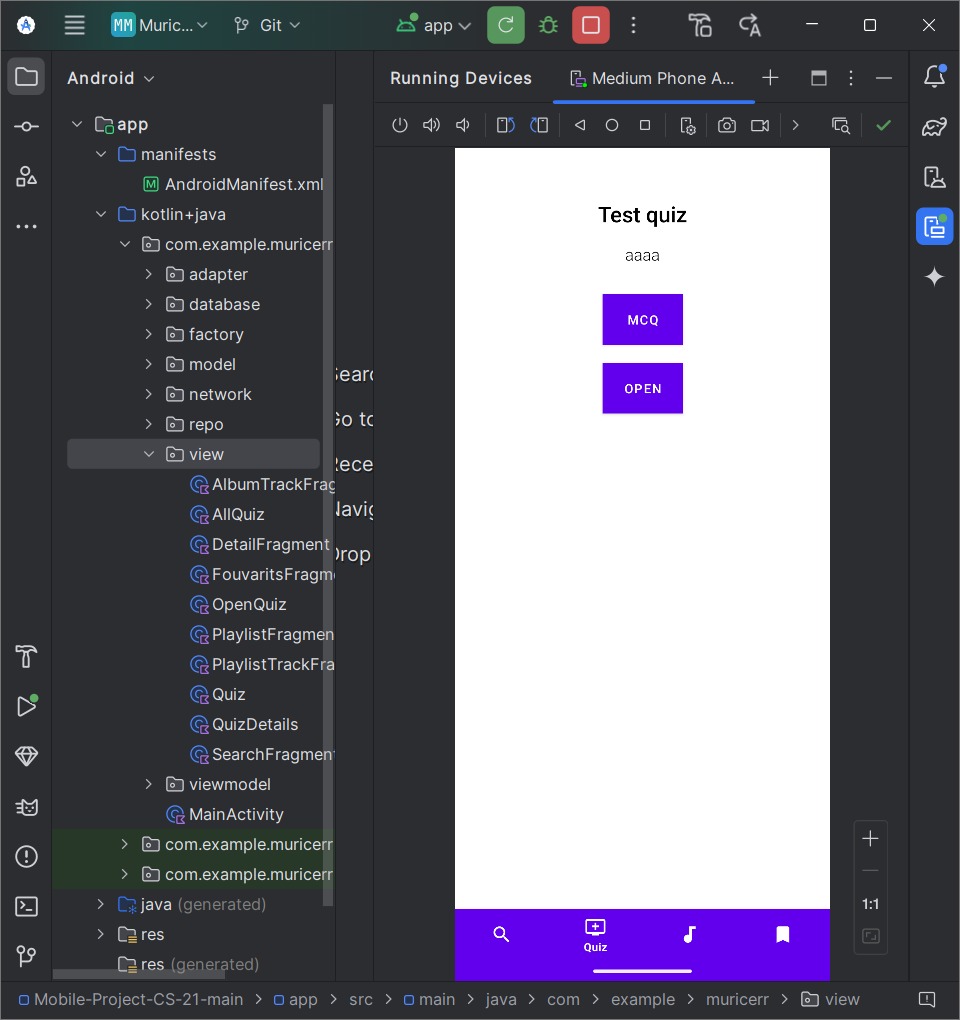 MM Muric... Git app
Android
Running Devices Medium Phone A...
app
manifests
AndroidManifest.xml
kotlin+java
com.example.muricerr
adapter
database
factory
model
network
repo
view
AlbumTrackFrag
AllQuiz
DetailFragment
FouvaritsFragm
OpenQuiz
PlaylistFragmen
PlaylistTrackFra
Quiz
QuizDetails
SearchFragment
viewmodel
MainActivity
com.example.muricerr
com.example.muricerr
java (generated)
res
res (generated)
Sear
Go to
Rece
Navig
Drop
Test quiz
aaaa
MCQ
OPEN
Quiz
1:1
Mobile-Project-CS-21-main > app > src > main > java > com > example > muricerr > view